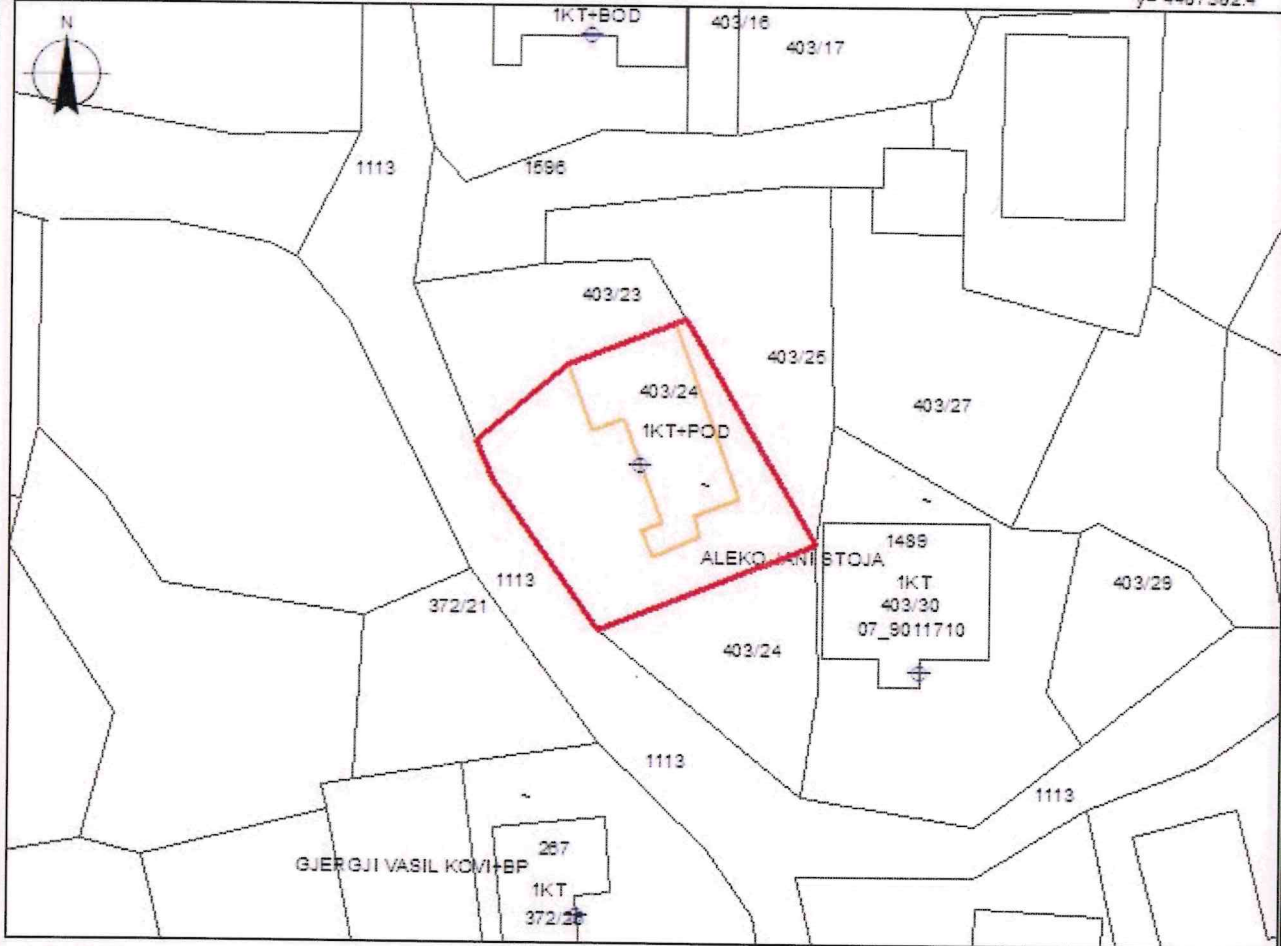 N
1KT+BOD
403/16
403/17
1113
1596
403/23
403/25
403/24
403/27
1KT+POD
1489
ALEKO JANI STOJA
1KT
403/30
07_9011710
403/29
1113
372/21
403/24
1113
1113
267
GJERGJI VASIL KOVI+BP
1KT